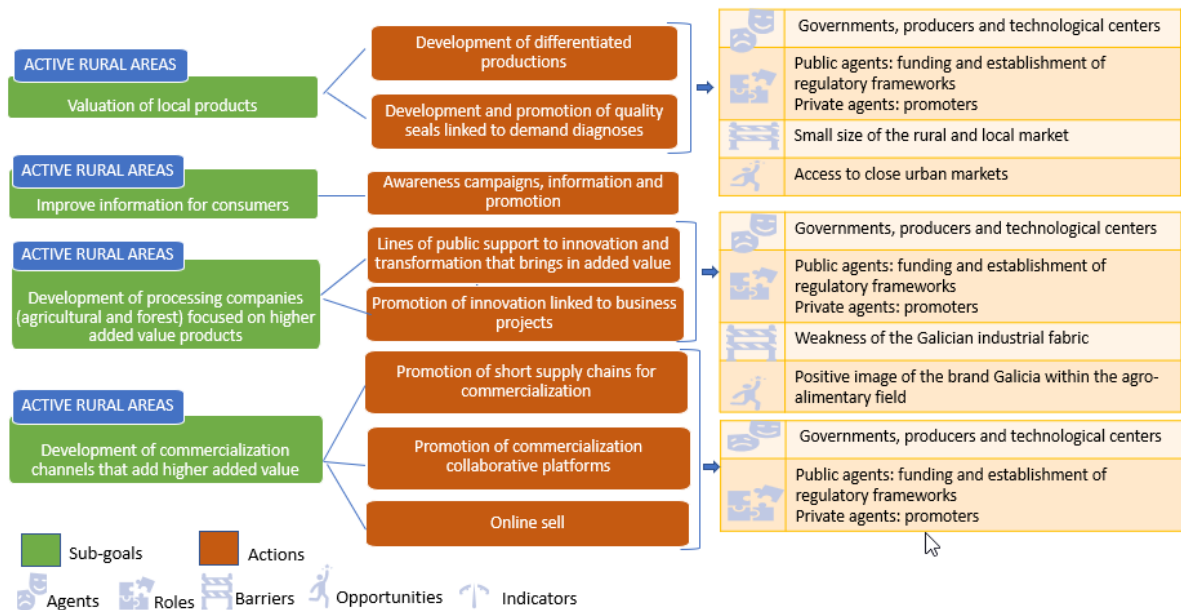 ACTIVE RURAL AREAS
Valuation of local products
Development of differentiated
productions
Development and promotion of quality
seals linked to demand diagnoses
Governments, producers and technological centers
Public agents: funding and establishment of
regulatory frameworks
Private agents: promoters
Small size of the rural and local market
Access to close urban markets
ACTIVE RURAL AREAS
Improve information for consumers
Awareness campaigns, information and
promotion
ACTIVE RURAL AREAS
Development of processing companies
(agricultural and forest) focused on higher
added value products
Lines of public support to innovation and
transformation that brings in added value
Promotion of innovation linked to business
projects
Governments, producers and technological centers
Public agents: funding and establishment of
regulatory frameworks
Private agents: promoters
Weakness of the Galician industrial fabric
Positive image of the brand Galicia within the agro-
alimentary field
ACTIVE RURAL AREAS
Development of commercialization
channels that add higher added value
Promotion of short supply chains for
commercialization
Promotion of commercialization
collaborative platforms
Online sell
Governments, producers and technological centers
Public agents: funding and establishment of
regulatory frameworks
Private agents: promoters
Sub-goals
Actions
Agents
Roles
Barriers
Opportunities
Indicators